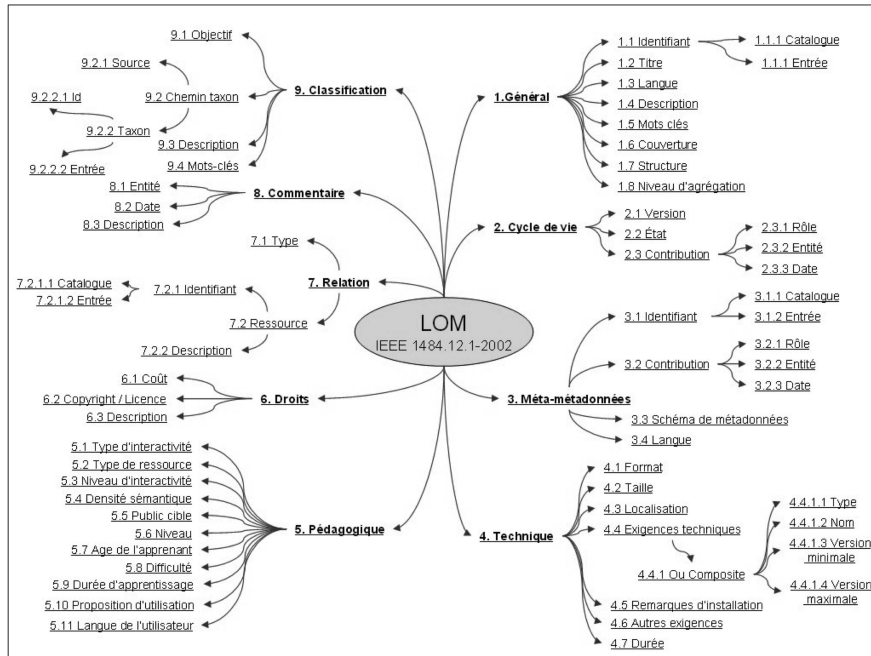 LOM
IEEE 1484.12.1-2002
1.Général
1.1 Identifiant
1.1.1 Catalogue
1.1.1 Entrée
1.2 Titre
1.3 Langue
1.4 Description
1.5 Mots clés
1.6 Couverture
1.7 Structure
1.8 Niveau d'agrégation
2. Cycle de vie
2.1 Version
2.2 État
2.3 Contribution
2.3.1 Rôle
2.3.2 Entité
2.3.3 Date
3. Méta-métadonnées
3.1 Identifiant
3.1.1 Catalogue
3.1.2 Entrée
3.2 Contribution
3.2.1 Rôle
3.2.2 Entité
3.2.3 Date
3.3 Schéma de métadonnées
3.4 Langue
4. Technique
4.1 Format
4.2 Taille
4.3 Localisation
4.4 Exigences techniques
4.4.1 Ou Composite
4.4.1.1 Type
4.4.1.2 Nom
4.4.1.3 Version
minimale
4.4.1.4 Version
maximale
4.5 Remarques d'installation
4.6 Autres exigences
4.7 Durée
5. Pédagogique
5.1 Type d'interactivité
5.2 Type de ressource
5.3 Niveau d'interactivité
5.4 Densité sémantique
5.5 Public cible
5.6 Niveau
5.7 Age de l'apprenant
5.8 Difficulté
5.9 Durée d'apprentissage
5.10 Proposition d'utilisation
5.11 Langue de l'utilisateur
6. Droits
6.1 Coût
6.2 Copyright / Licence
6.3 Description
7. Relation
7.1 Type
7.2 Ressource
7.2.1 Identifiant
7.2.1.1 Catalogue
7.2.1.2 Entrée
7.2.2 Description
8. Commentaire
8.1 Entité
8.2 Date
8.3 Description
9. Classification
9.1 Objectif
9.2 Chemin taxon
9.2.1 Source
9.2.2 Taxon
9.2.2.1 Id
9.2.2.2 Entrée
9.3 Description
9.4 Mots-clés